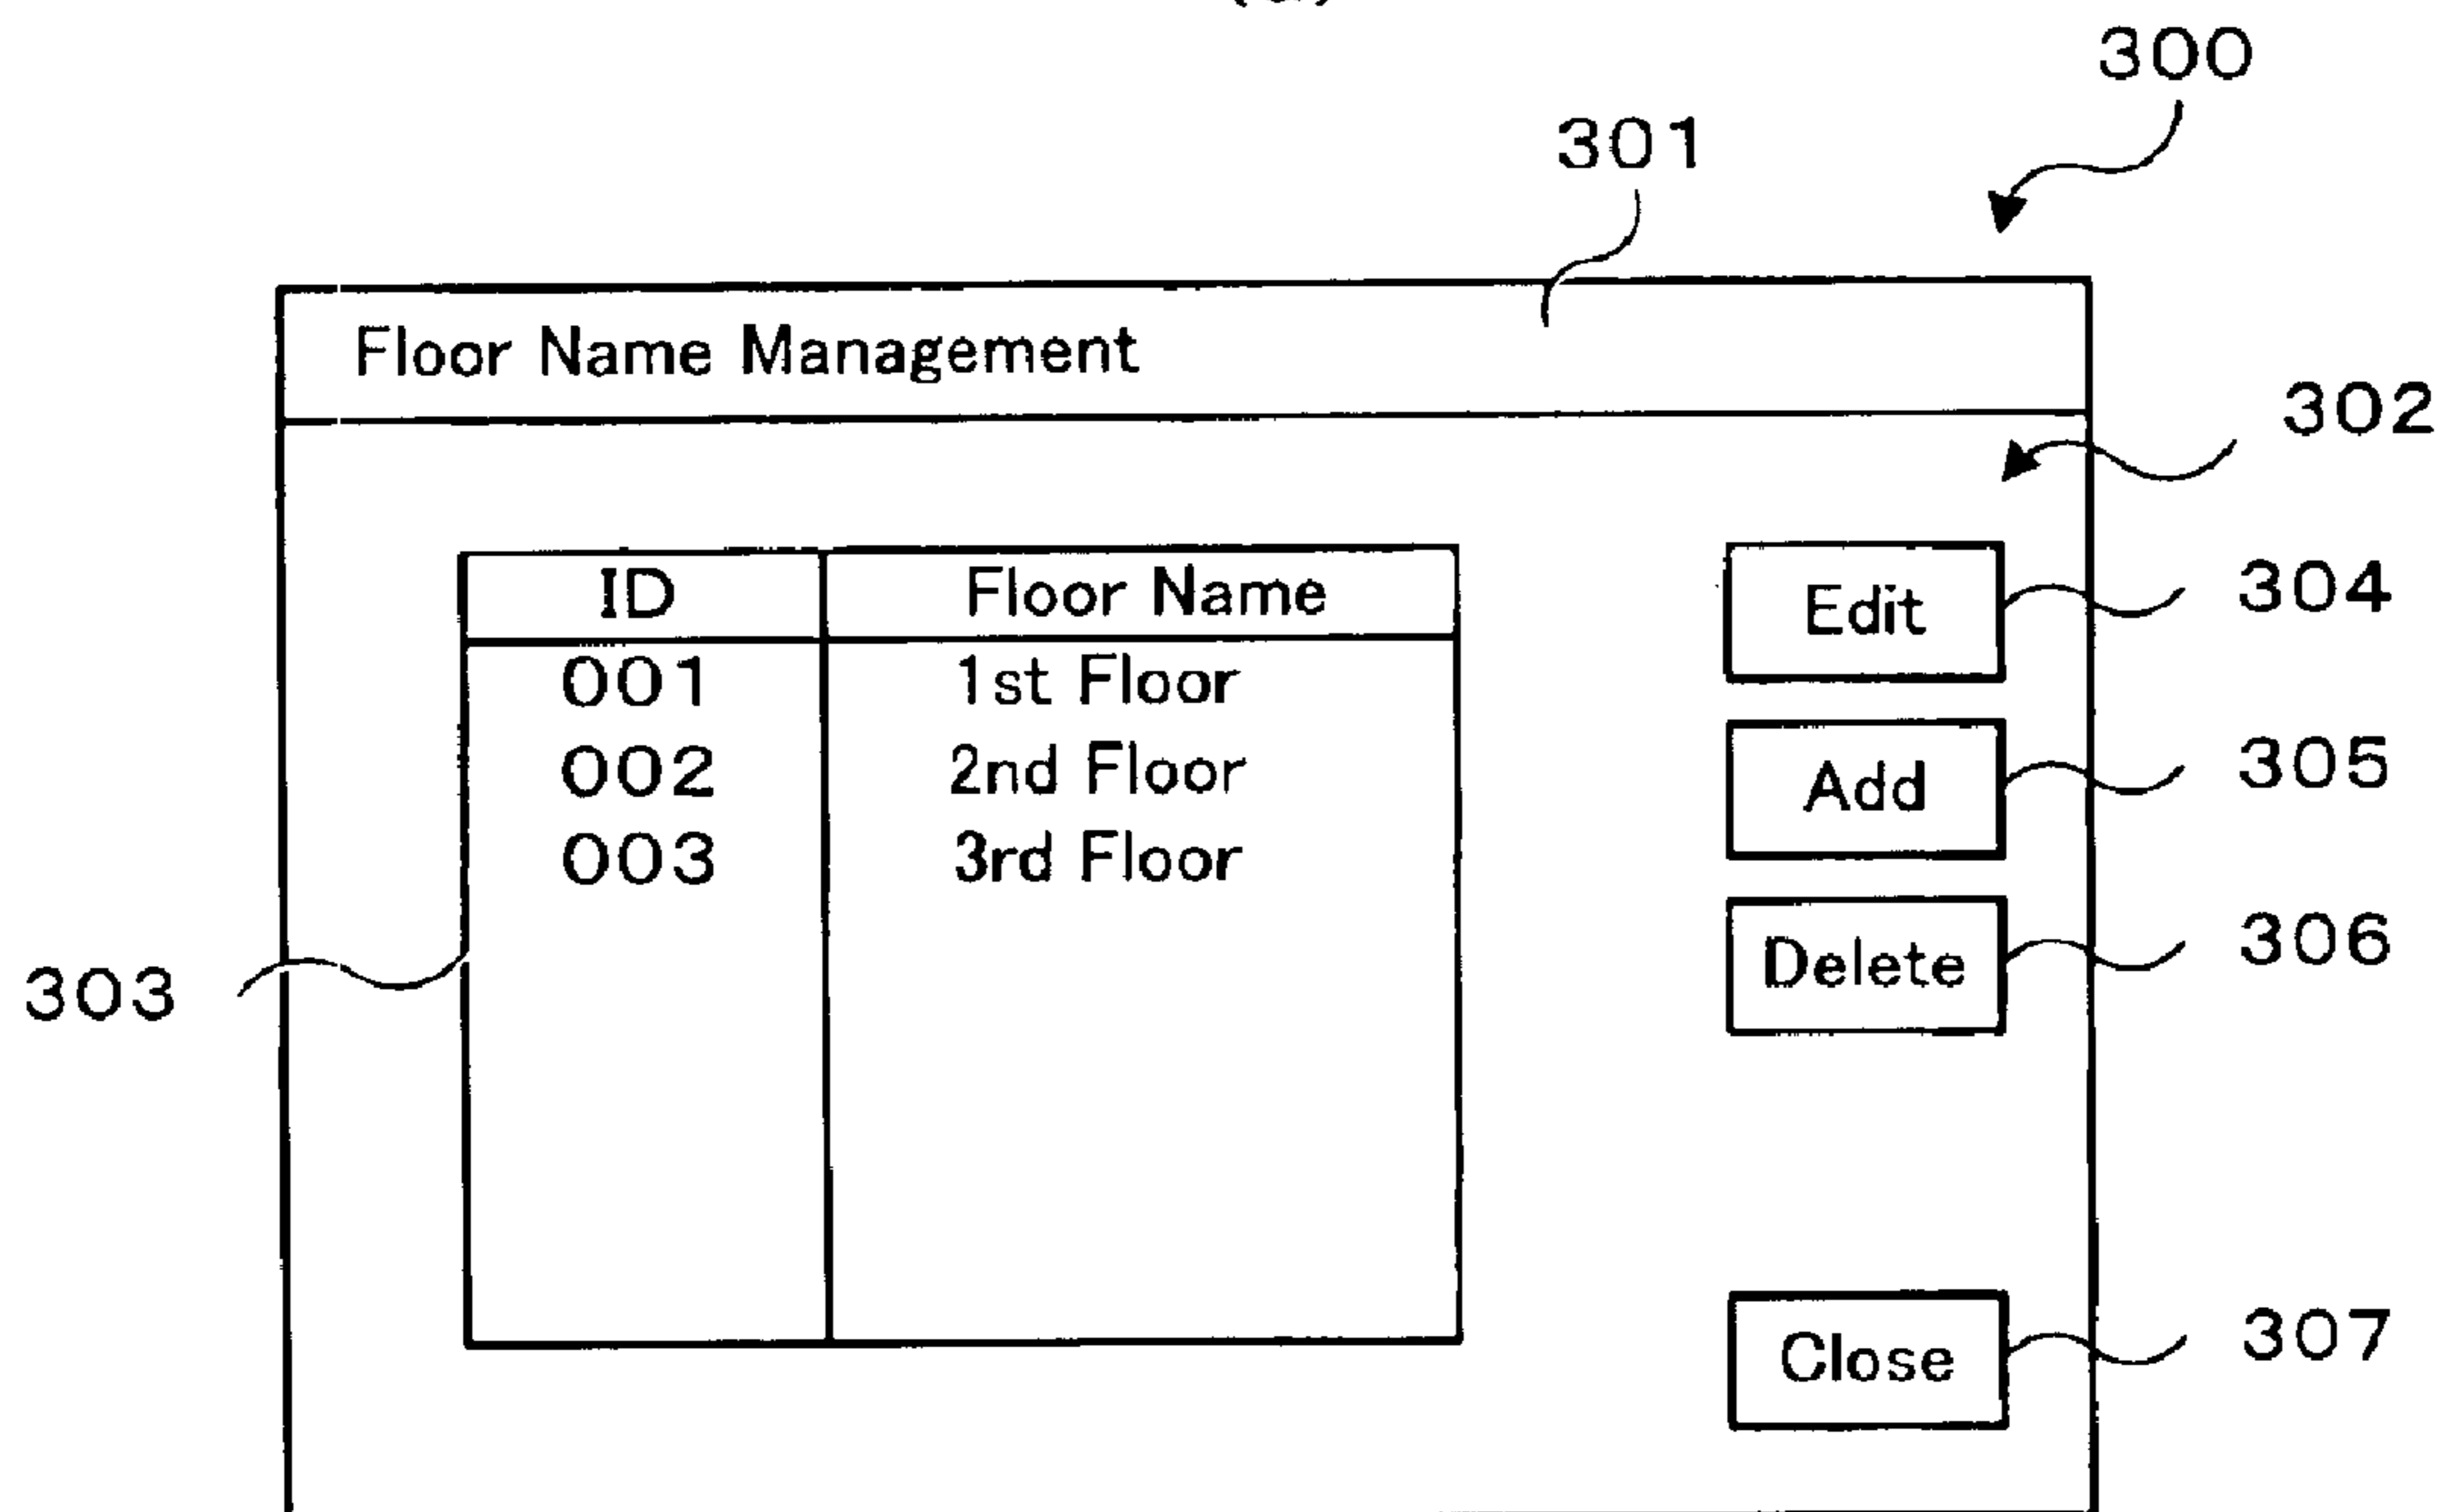 300
301
Floor Name Management
302
ID Floor Name
Edit 304
001 1st Floor
002 2nd Floor
Add 305
003 3rd Floor
Delete 306
303
Close 307